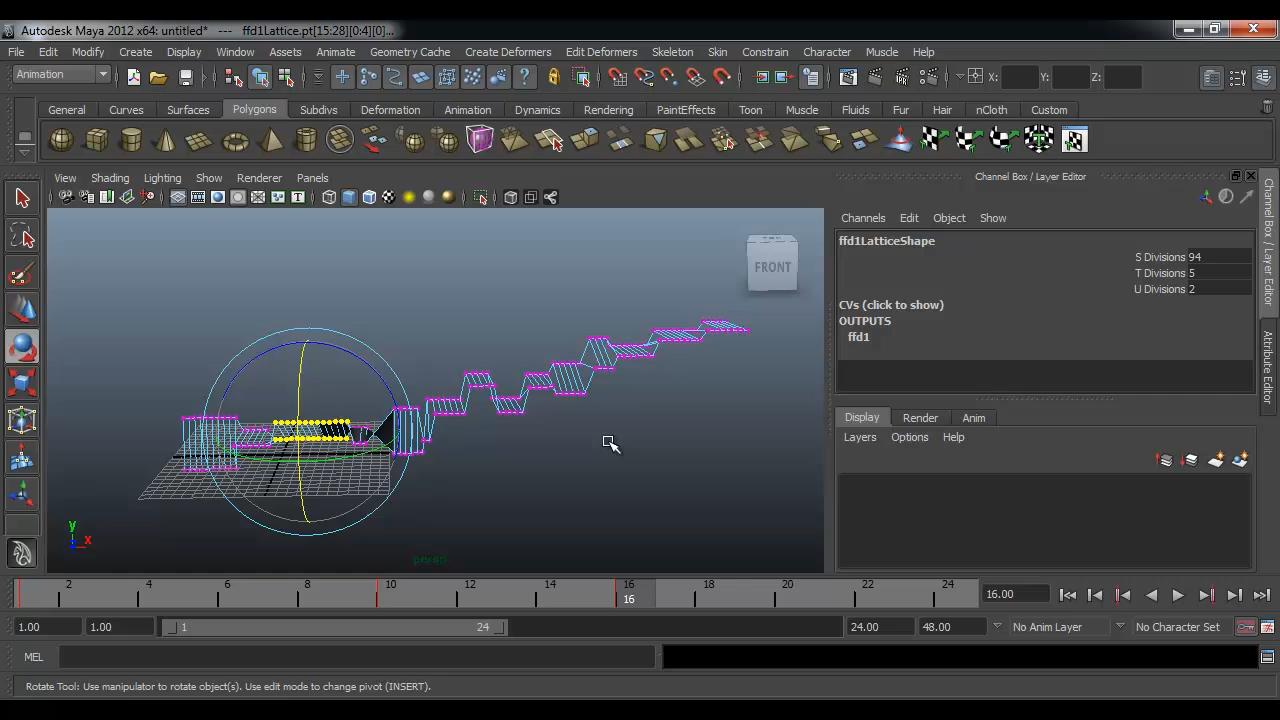 Autodesk Maya 2012 x64: untitled*   ---   ffd1Lattice.pt[15:28][0:4][0]...
File Edit Modify Create Display Window Assets Animate Geometry Cache Create Deformers Edit Deformers Skeleton Skin Constrain Character Muscle Help
Animation X: Y: Z:
General Curves Surfaces Polygons Subdivs Deformation Animation Dynamics Rendering PaintEffects Toon Muscle Fluids Fur Hair nCloth Custom
View Shading Lighting Show Renderer Panels
Channel Box / Layer Editor
Channels Edit Object Show
ffd1LatticeShape
S Divisions 94
T Divisions 5
U Divisions 2
CVs (click to show)
OUTPUTS
ffd1
FRONT
Display Render Anim
Layers Options Help
Channel Box / Layer Editor
Attribute Editor
y
x
persp
2 4 6 8 10 12 14 16 18 20 22 24
16
16.00
1.00 1.00 1 24 24.00 48.00 No Anim Layer No Character Set
MEL
Rotate Tool: Use manipulator to rotate object(s). Use edit mode to change pivot (INSERT).